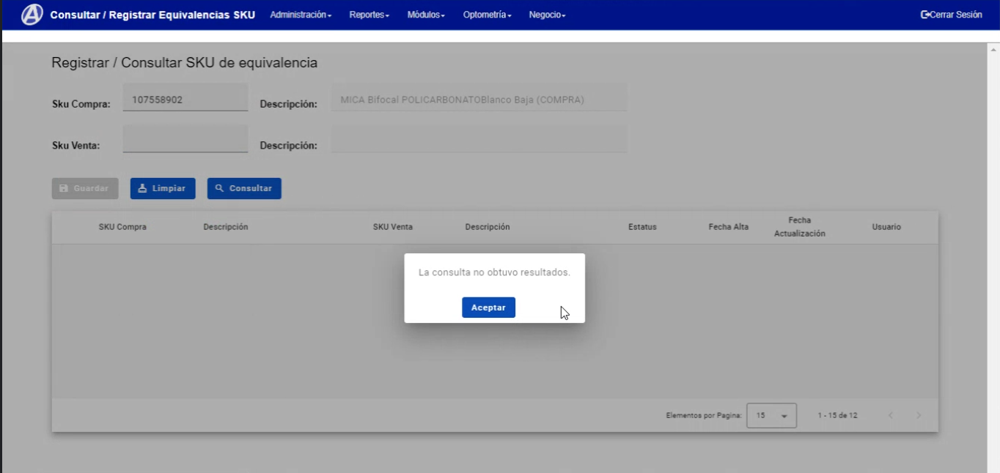 Consultar / Registrar Equivalencias SKU Administración Reportes Módulos Optometría Negocio Cerrar Sesión
Registrar / Consultar SKU de equivalencia
Sku Compra: 107558902 Descripción: MICA Bifocal POLICARBONATOBlanco Baja (COMPRA)
Sku Venta: Descripción:
Guardar Limpiar Consultar
SKU Compra Descripción SKU Venta Descripción Estatus Fecha Alta Fecha Actualización Usuario
La consulta no obtuvo resultados.
Aceptar
Elementos por Pagina: 15 1 - 15 de 12